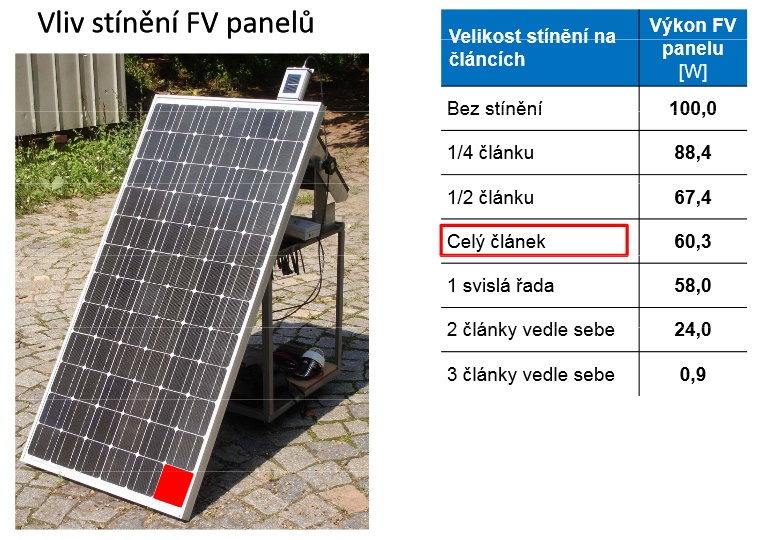 Vliv stínění FV panelů
Velikost stínění na
článcích
Výkon FV
panelu
[W]
Bez stínění 100,0
1/4 článku 88,4
1/2 článku 67,4
Celý článek 60,3
1 svislá řada 58,0
2 články vedle sebe 24,0
3 články vedle sebe 0,9